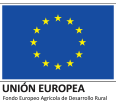 UNIÓN EUROPEA
Fondo Europeo Agrícola de Desarrollo Rural